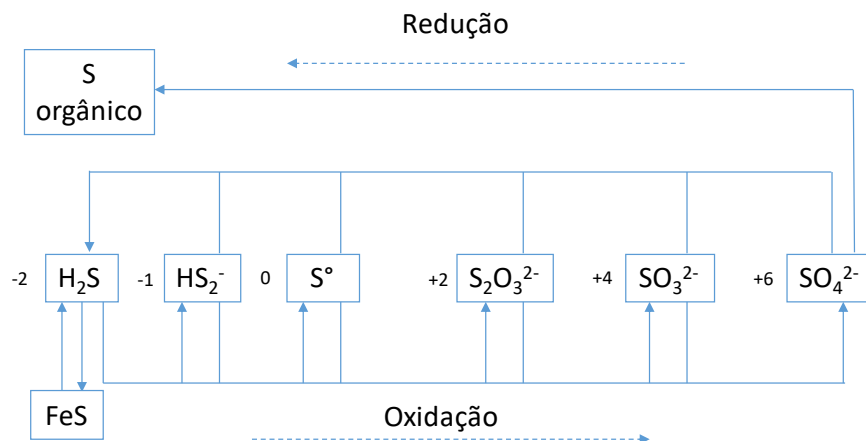 Redução
S
orgânico
-2 H₂S -1 HS₂⁻ 0 S° +2 S₂O₃²⁻ +4 SO₃²⁻ +6 SO₄²⁻
FeS
Oxidação